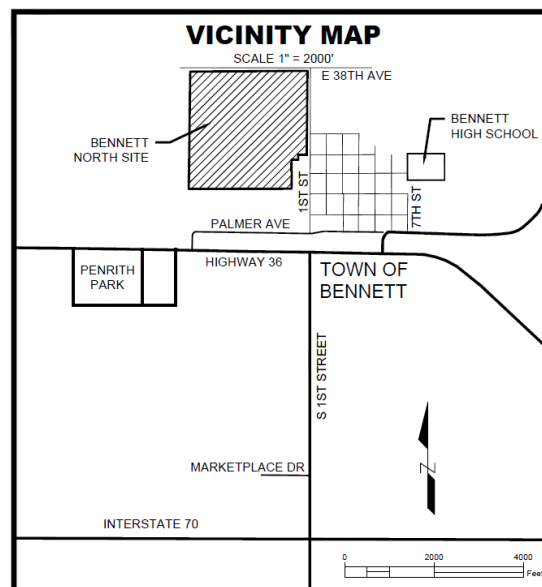 VICINITY MAP
SCALE 1" = 2000'
E 38TH AVE
BENNETT
NORTH SITE
BENNETT
HIGH SCHOOL
1ST ST
7TH ST
PALMER AVE
HIGHWAY 36
PENRITH
PARK
TOWN OF
BENNETT
S 1ST STREET
MARKETPLACE DR
N
INTERSTATE 70
0 2000 4000
Feet